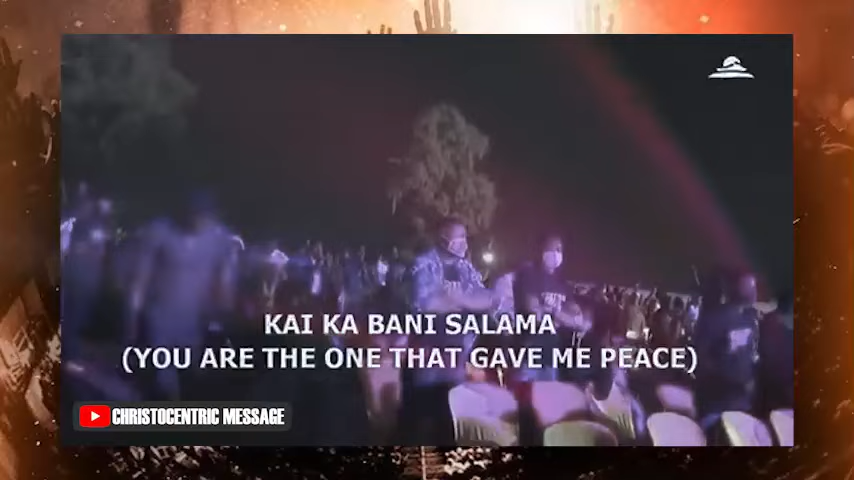 KAI KA BANI SALAMA
(YOU ARE THE ONE THAT GAVE ME PEACE)
CHRISTOCENTRIC MESSAGE